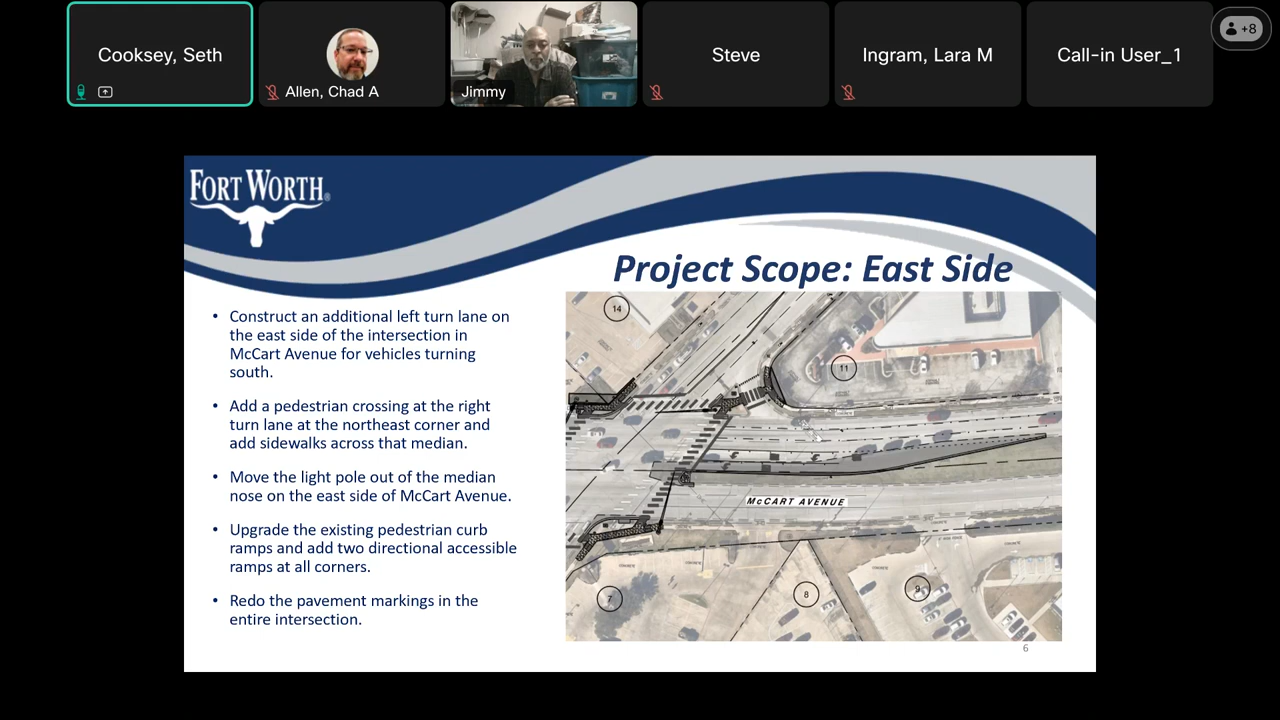 Cooksey, Seth
Allen, Chad A
Jimmy
Steve
Ingram, Lara M
Call-in User_1
+8
FORT WORTH®
Project Scope: East Side
• Construct an additional left turn lane on
the east side of the intersection in
McCart Avenue for vehicles turning
south.
• Add a pedestrian crossing at the right
turn lane at the northeast corner and
add sidewalks across that median.
• Move the light pole out of the median
nose on the east side of McCart Avenue.
• Upgrade the existing pedestrian curb
ramps and add two directional accessible
ramps at all corners.
• Redo the pavement markings in the
entire intersection.
14
11
McCART AVENUE
7
8
9
6